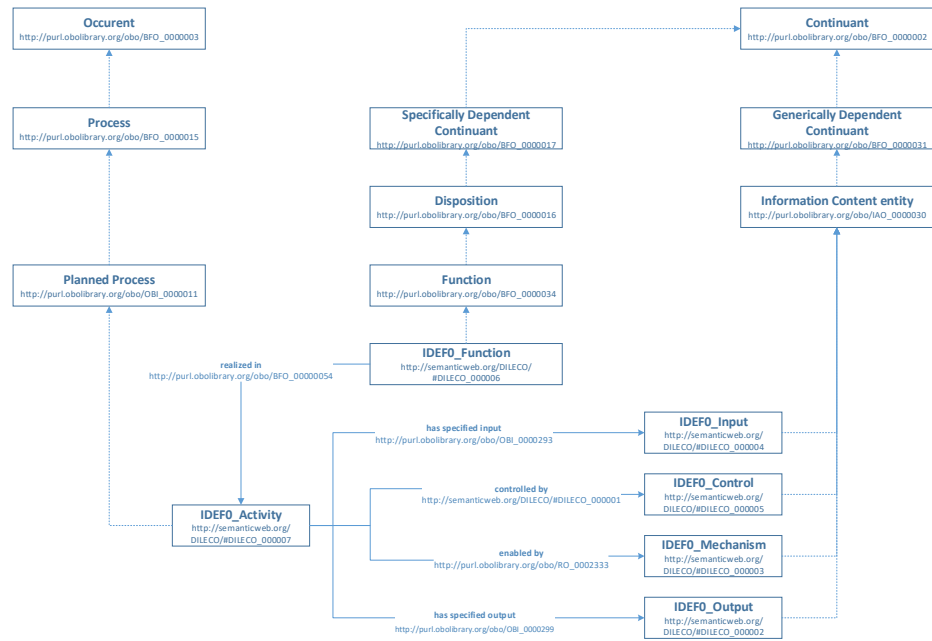 Occurent
http://purl.obolibrary.org/obo/BFO_0000003
Continuant
http://purl.obolibrary.org/obo/BFO_0000002
Process
http://purl.obolibrary.org/obo/BFO_0000015
Specifically Dependent
Continuant
http://purl.obolibrary.org/obo/BFO_0000017
Generically Dependent
Continuant
http://purl.obolibrary.org/obo/BFO_0000031
Disposition
http://purl.obolibrary.org/obo/BFO_0000016
Information Content entity
http://purl.obolibrary.org/obo/IAO_0000030
Planned Process
http://purl.obolibrary.org/obo/OBI_0000011
Function
http://purl.obolibrary.org/obo/BFO_0000034
IDEF0_Function
http://semanticweb.org/DILECO/
#DILECO_000006
realized in
http://purl.obolibrary.org/obo/BFO_00000054
has specified input
http://purl.obolibrary.org/obo/OBI_0000293
IDEF0_Input
http://semanticweb.org/
DILECO/#DILECO_000004
controlled by
http://semanticweb.org/DILECO/#DILECO_000001
IDEF0_Control
http://semanticweb.org/
DILECO/#DILECO_000005
IDEF0_Activity
http://semanticweb.org/
DILECO/#DILECO_000007
enabled by
http://purl.obolibrary.org/obo/RO_0002333
IDEF0_Mechanism
http://semanticweb.org/
DILECO/#DILECO_000003
has specified output
http://purl.obolibrary.org/obo/OBI_0000299
IDEF0_Output
http://semanticweb.org/
DILECO/#DILECO_000002